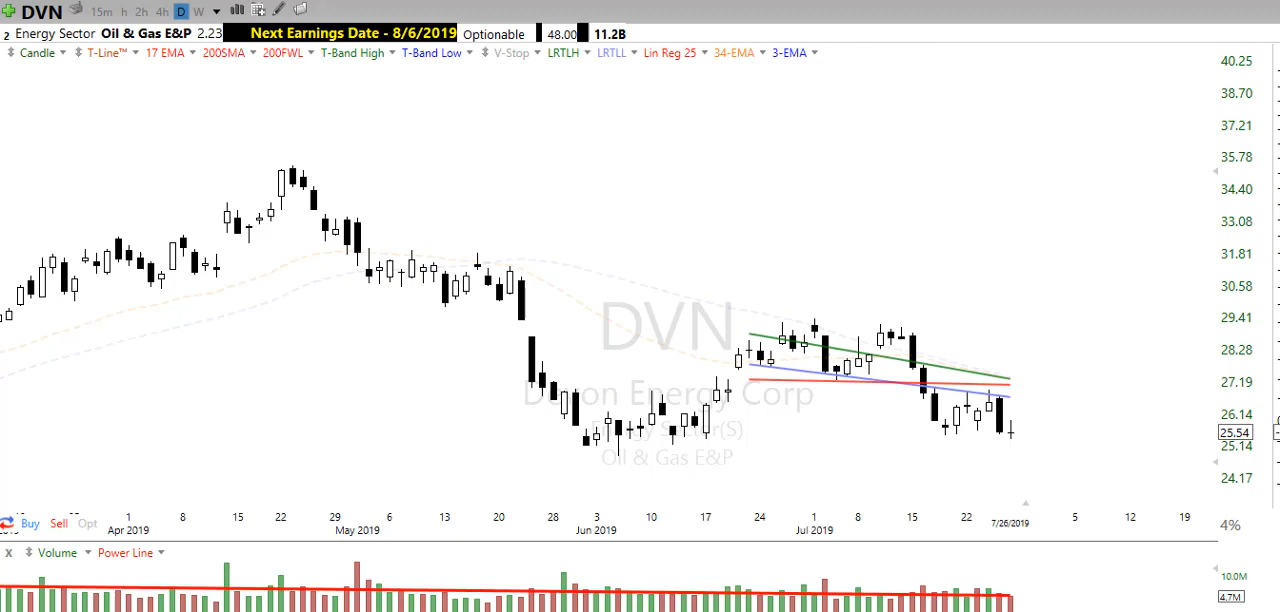 DVN 15m h 2h 4h D W
2 Energy Sector Oil & Gas E&P 2.23 Next Earnings Date - 8/6/2019 Optionable 48.00 11.2B
Candle T-Line™ 17 EMA 200SMA 200FWL T-Band High T-Band Low V-Stop LRTLH LRTLL Lin Reg 25 34-EMA 3-EMA
40.25
38.70
37.21
35.78
34.40
33.08
31.81
30.58
29.41
28.28
27.19
26.14
25.54
25.14
24.17
DVN
Devon Energy Corp
Energy Sector(S)
Oil & Gas E&P
1 8 15 22 29 6 13 20 28 3 10 17 24 1 8 15 22 7/26/2019 5 12 19
Buy Sell Opt Apr 2019 May 2019 Jun 2019 Jul 2019 4%
X Volume Power Line
10.0M
4.7M